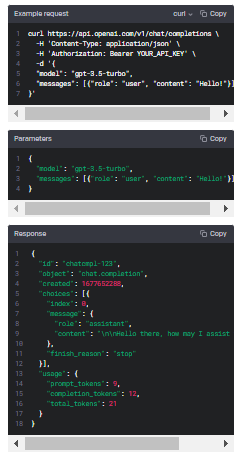 Example request
curl
Copy
1 curl https://api.openai.com/v1/chat/completions \
2 -H 'Content-Type: application/json' \
3 -H 'Authorization: Bearer YOUR_API_KEY' \
4 -d '{
5 "model": "gpt-3.5-turbo",
6 "messages": [{"role": "user", "content": "Hello!"}]
7 }'
Parameters
Copy
1 {
2 "model": "gpt-3.5-turbo",
3 "messages": [{"role": "user", "content": "Hello!"}]
4 }
Response
Copy
1 {
2 "id": "chatcmpl-123",
3 "object": "chat.completion",
4 "created": 1677652288,
5 "choices": [{
6 "index": 0,
7 "message": {
8 "role": "assistant",
9 "content": "\n\nHello there, how may I assist
10 },
11 "finish_reason": "stop"
12 }],
13 "usage": {
14 "prompt_tokens": 9,
15 "completion_tokens": 12,
16 "total_tokens": 21
17 }
18 }